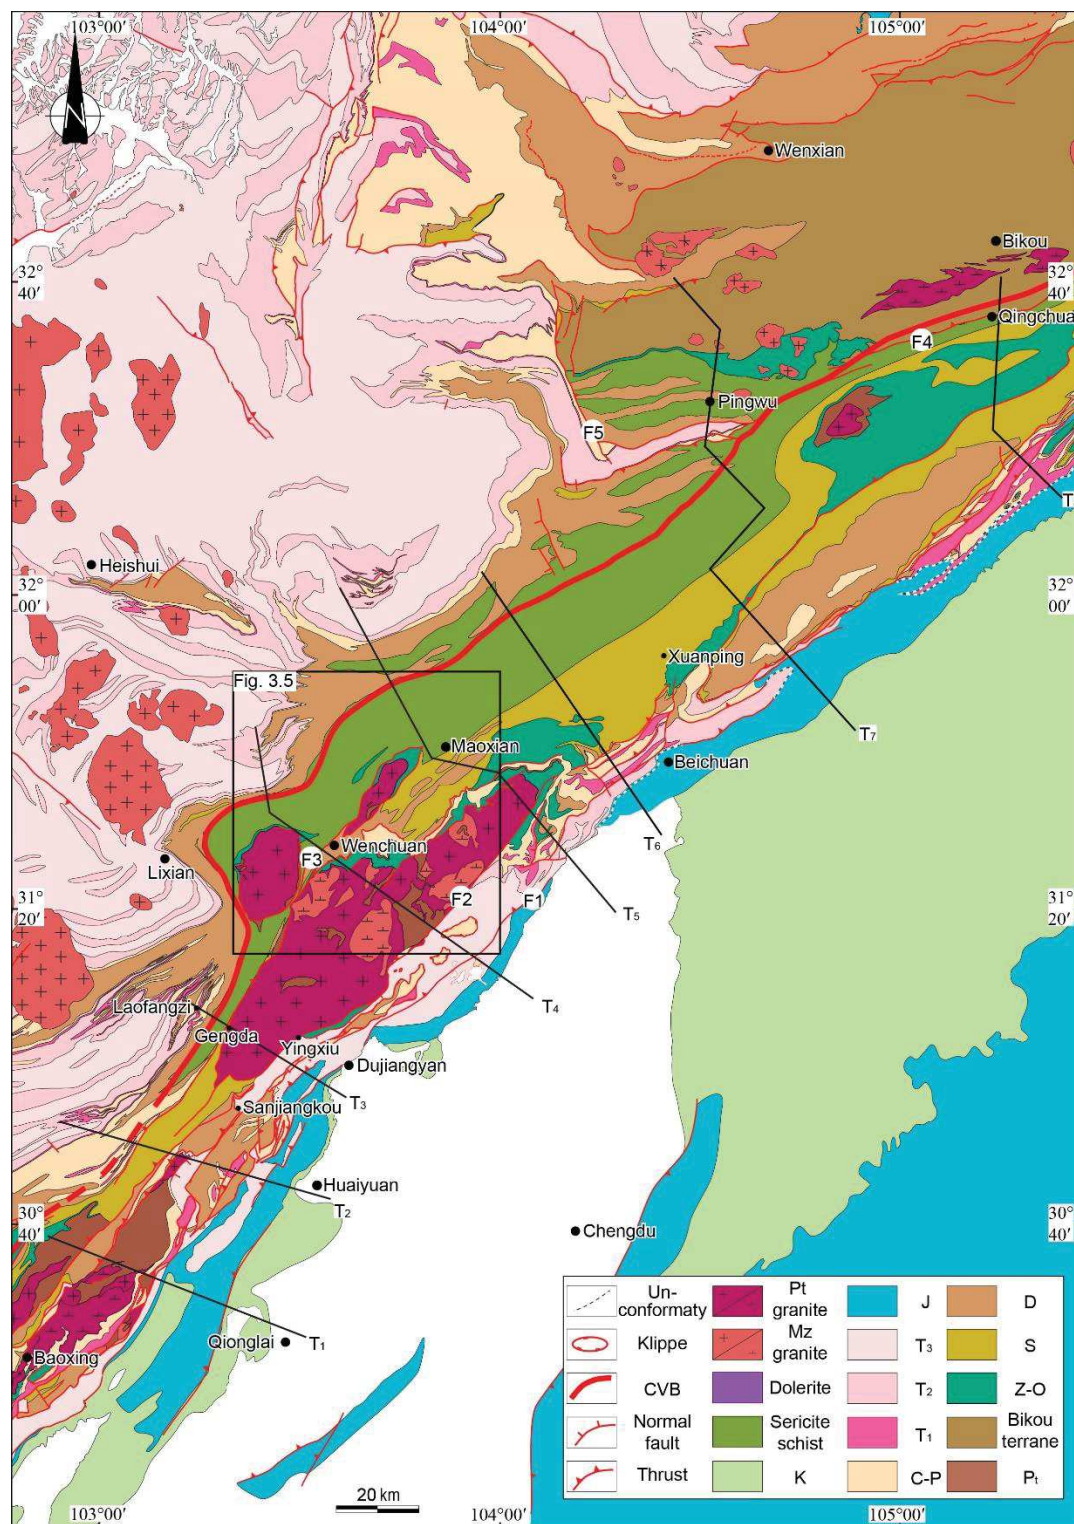 103°00′
104°00′
105°00′
N
Wenxian
Bikou
32°
40′
32°
40′
Qingchua
F4
Pingwu
F5
T
Heishui
32°
00′
32°
00′
Xuanping
Fig. 3.5
T7
Maoxian
Beichuan
Wenchuan
T6
F3
Lixian
F2
F1
31°
20′
31°
20′
T5
Laofangzi
T4
Gengda
Yingxiu
Dujiangyan
T3
Sanjiangkou
Huaiyuan
T2
30°
40′
Chengdu
30°
40′
Qionglai
T1
Baoxing
Un-
conformaty
Pt
granite
J
D
Klippe
Mz
granite
T3
S
CVB
Dolerite
T2
Z-O
Normal
fault
Sericite
schist
T1
Bikou
terrane
Thrust
K
C-P
Pt
20 km
103°00′
104°00′
105°00′